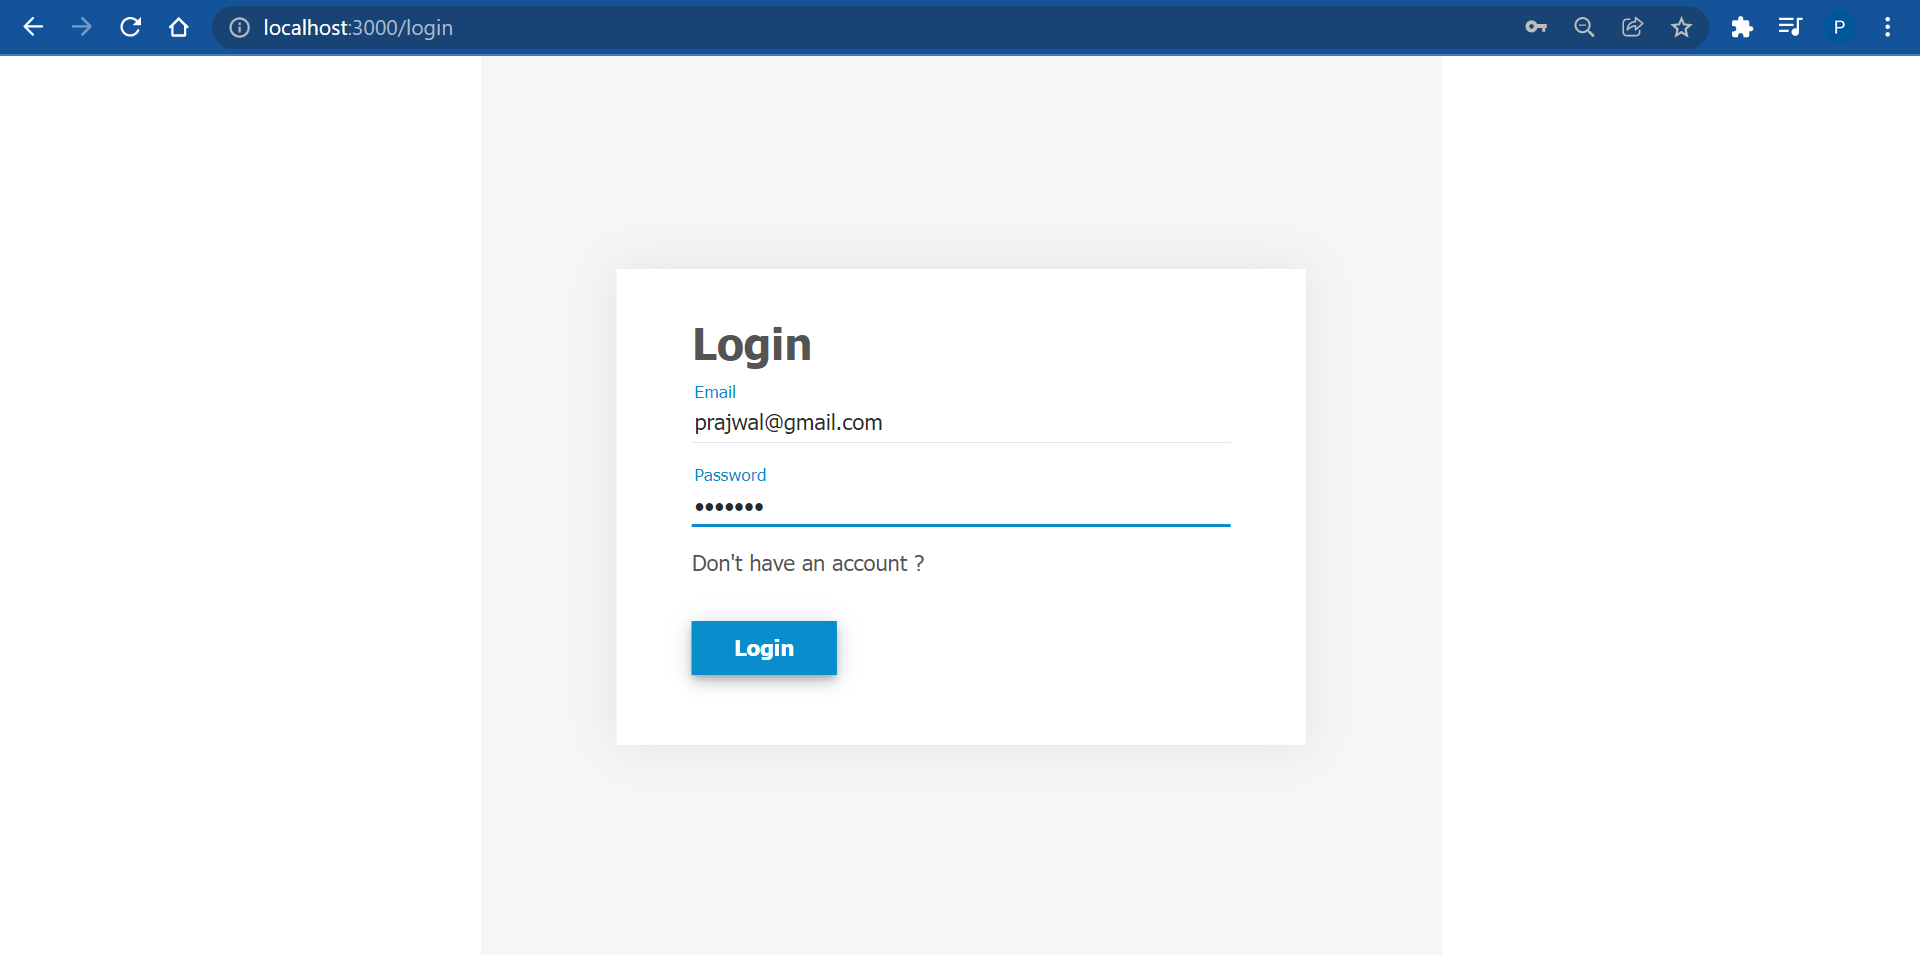 localhost:3000/login
P
Login
Email
prajwal@gmail.com
Password
•••••••
Don't have an account ?
Login